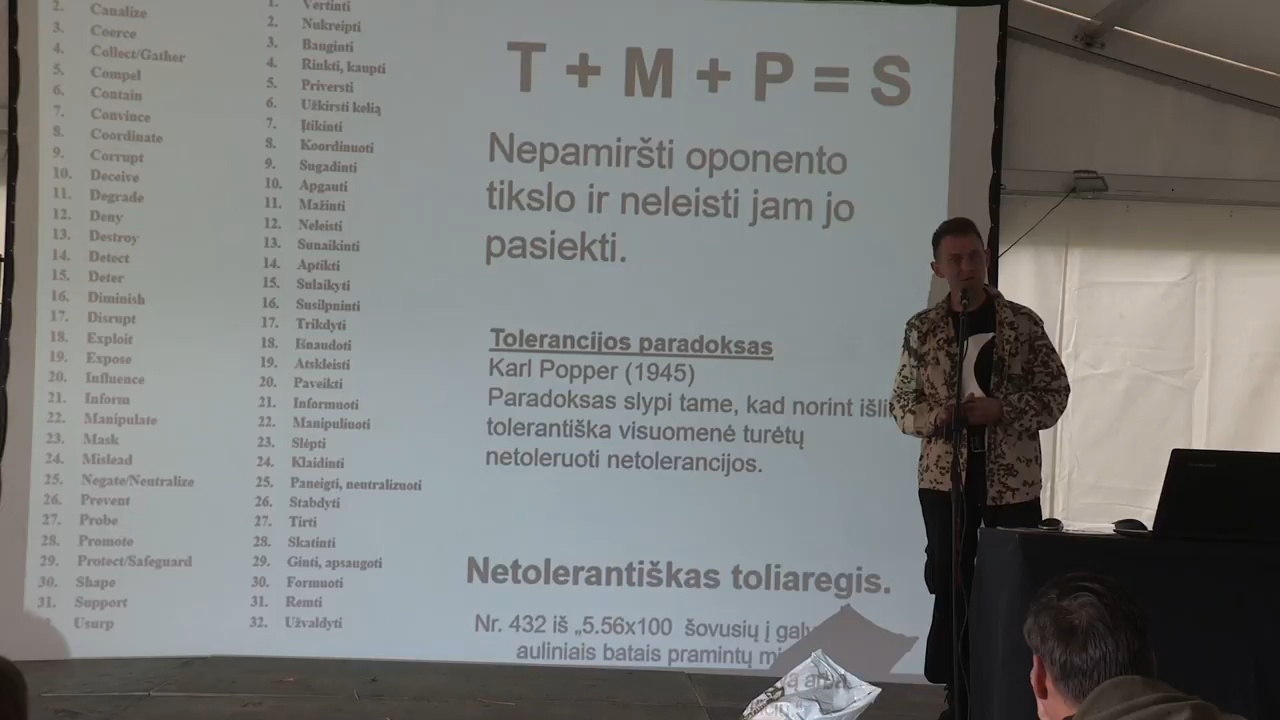 2. Canalize
3. Coerce
4. Collect/Gather
5. Compel
6. Contain
7. Convince
8. Coordinate
9. Corrupt
10. Deceive
11. Degrade
12. Deny
13. Destroy
14. Detect
15. Deter
16. Diminish
17. Disrupt
18. Exploit
19. Expose
20. Influence
21. Inform
22. Manipulate
23. Mask
24. Mislead
25. Negate/Neutralize
26. Prevent
27. Probe
28. Promote
29. Protect/Safeguard
30. Shape
31. Support
Usurp
1. Vertinti
2. Nukreipti
3. Bauginti
4. Rinkti, kaupti
5. Priversti
6. Užkirsti kelią
7. Įtikinti
8. Koordinuoti
9. Sugadinti
10. Apgauti
11. Mažinti
12. Neleisti
13. Sunaikinti
14. Aptikti
15. Sulaikyti
16. Susilpninti
17. Trikdyti
18. Išnaudoti
19. Atskleisti
20. Paveikti
21. Informuoti
22. Manipuliuoti
23. Slėpti
24. Klaidinti
25. Paneigti, neutralizuoti
26. Stabdyti
27. Tirti
28. Skatinti
29. Ginti, apsaugoti
30. Formuoti
31. Remti
32. Užvaldyti
T + M + P = S
Nepamiršti oponento
tikslo ir neleisti jam jo
pasiekti.
Tolerancijos paradoksas
Karl Popper (1945)
Paradoksas slypi tame, kad norint išli
tolerantiška visuomenė turėtų
netoleruoti netolerancijos.
Netolerantiškas toliaregis.
Nr. 432 iš „5.56x100 šovusių į galv
auliniais batais pramintų mi
arba